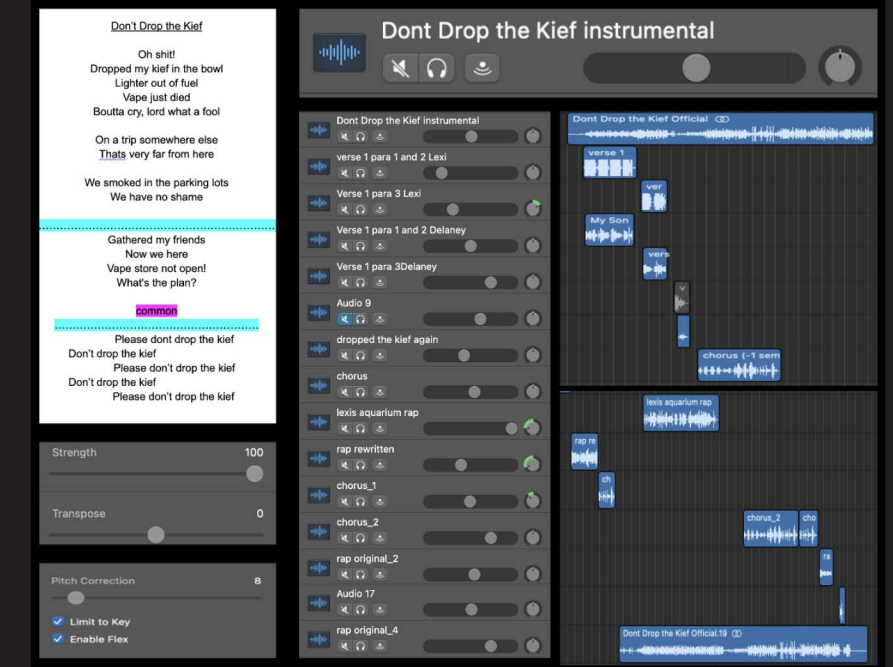 Don't Drop the Kief
Oh shit!
Dropped my kief in the bowl
Lighter out of fuel
Vape just died
Boutta cry, lord what a fool
On a trip somewhere else
Thats very far from here
We smoked in the parking lots
We have no shame
Gathered my friends
Now we here
Vape store not open!
What's the plan?
common
Please dont drop the kief
Don't drop the kief
Please don't drop the kief
Don't drop the kief
Please don't drop the kief
Strength 100
Transpose 0
Pitch Correction 8
Limit to Key
Enable Flex
Dont Drop the Kief instrumental
Dont Drop the Kief instrumental
verse 1 para 1 and 2 Lexi
Verse 1 para 3 Lexi
Verse 1 para 1 and 2 Delaney
Verse 1 para 3Delaney
Audio 9
dropped the kief again
chorus
lexis aquarium rap
rap rewritten
chorus_1
chorus_2
rap original_2
Audio 17
rap original_4
Dont Drop the Kief Official
verse 1
ver
My Son
vers
v
chorus (-1 sem
lexis aquarium rap
rap re
ch
chorus_2 cho
ra
Dont Drop the Kief Official.19